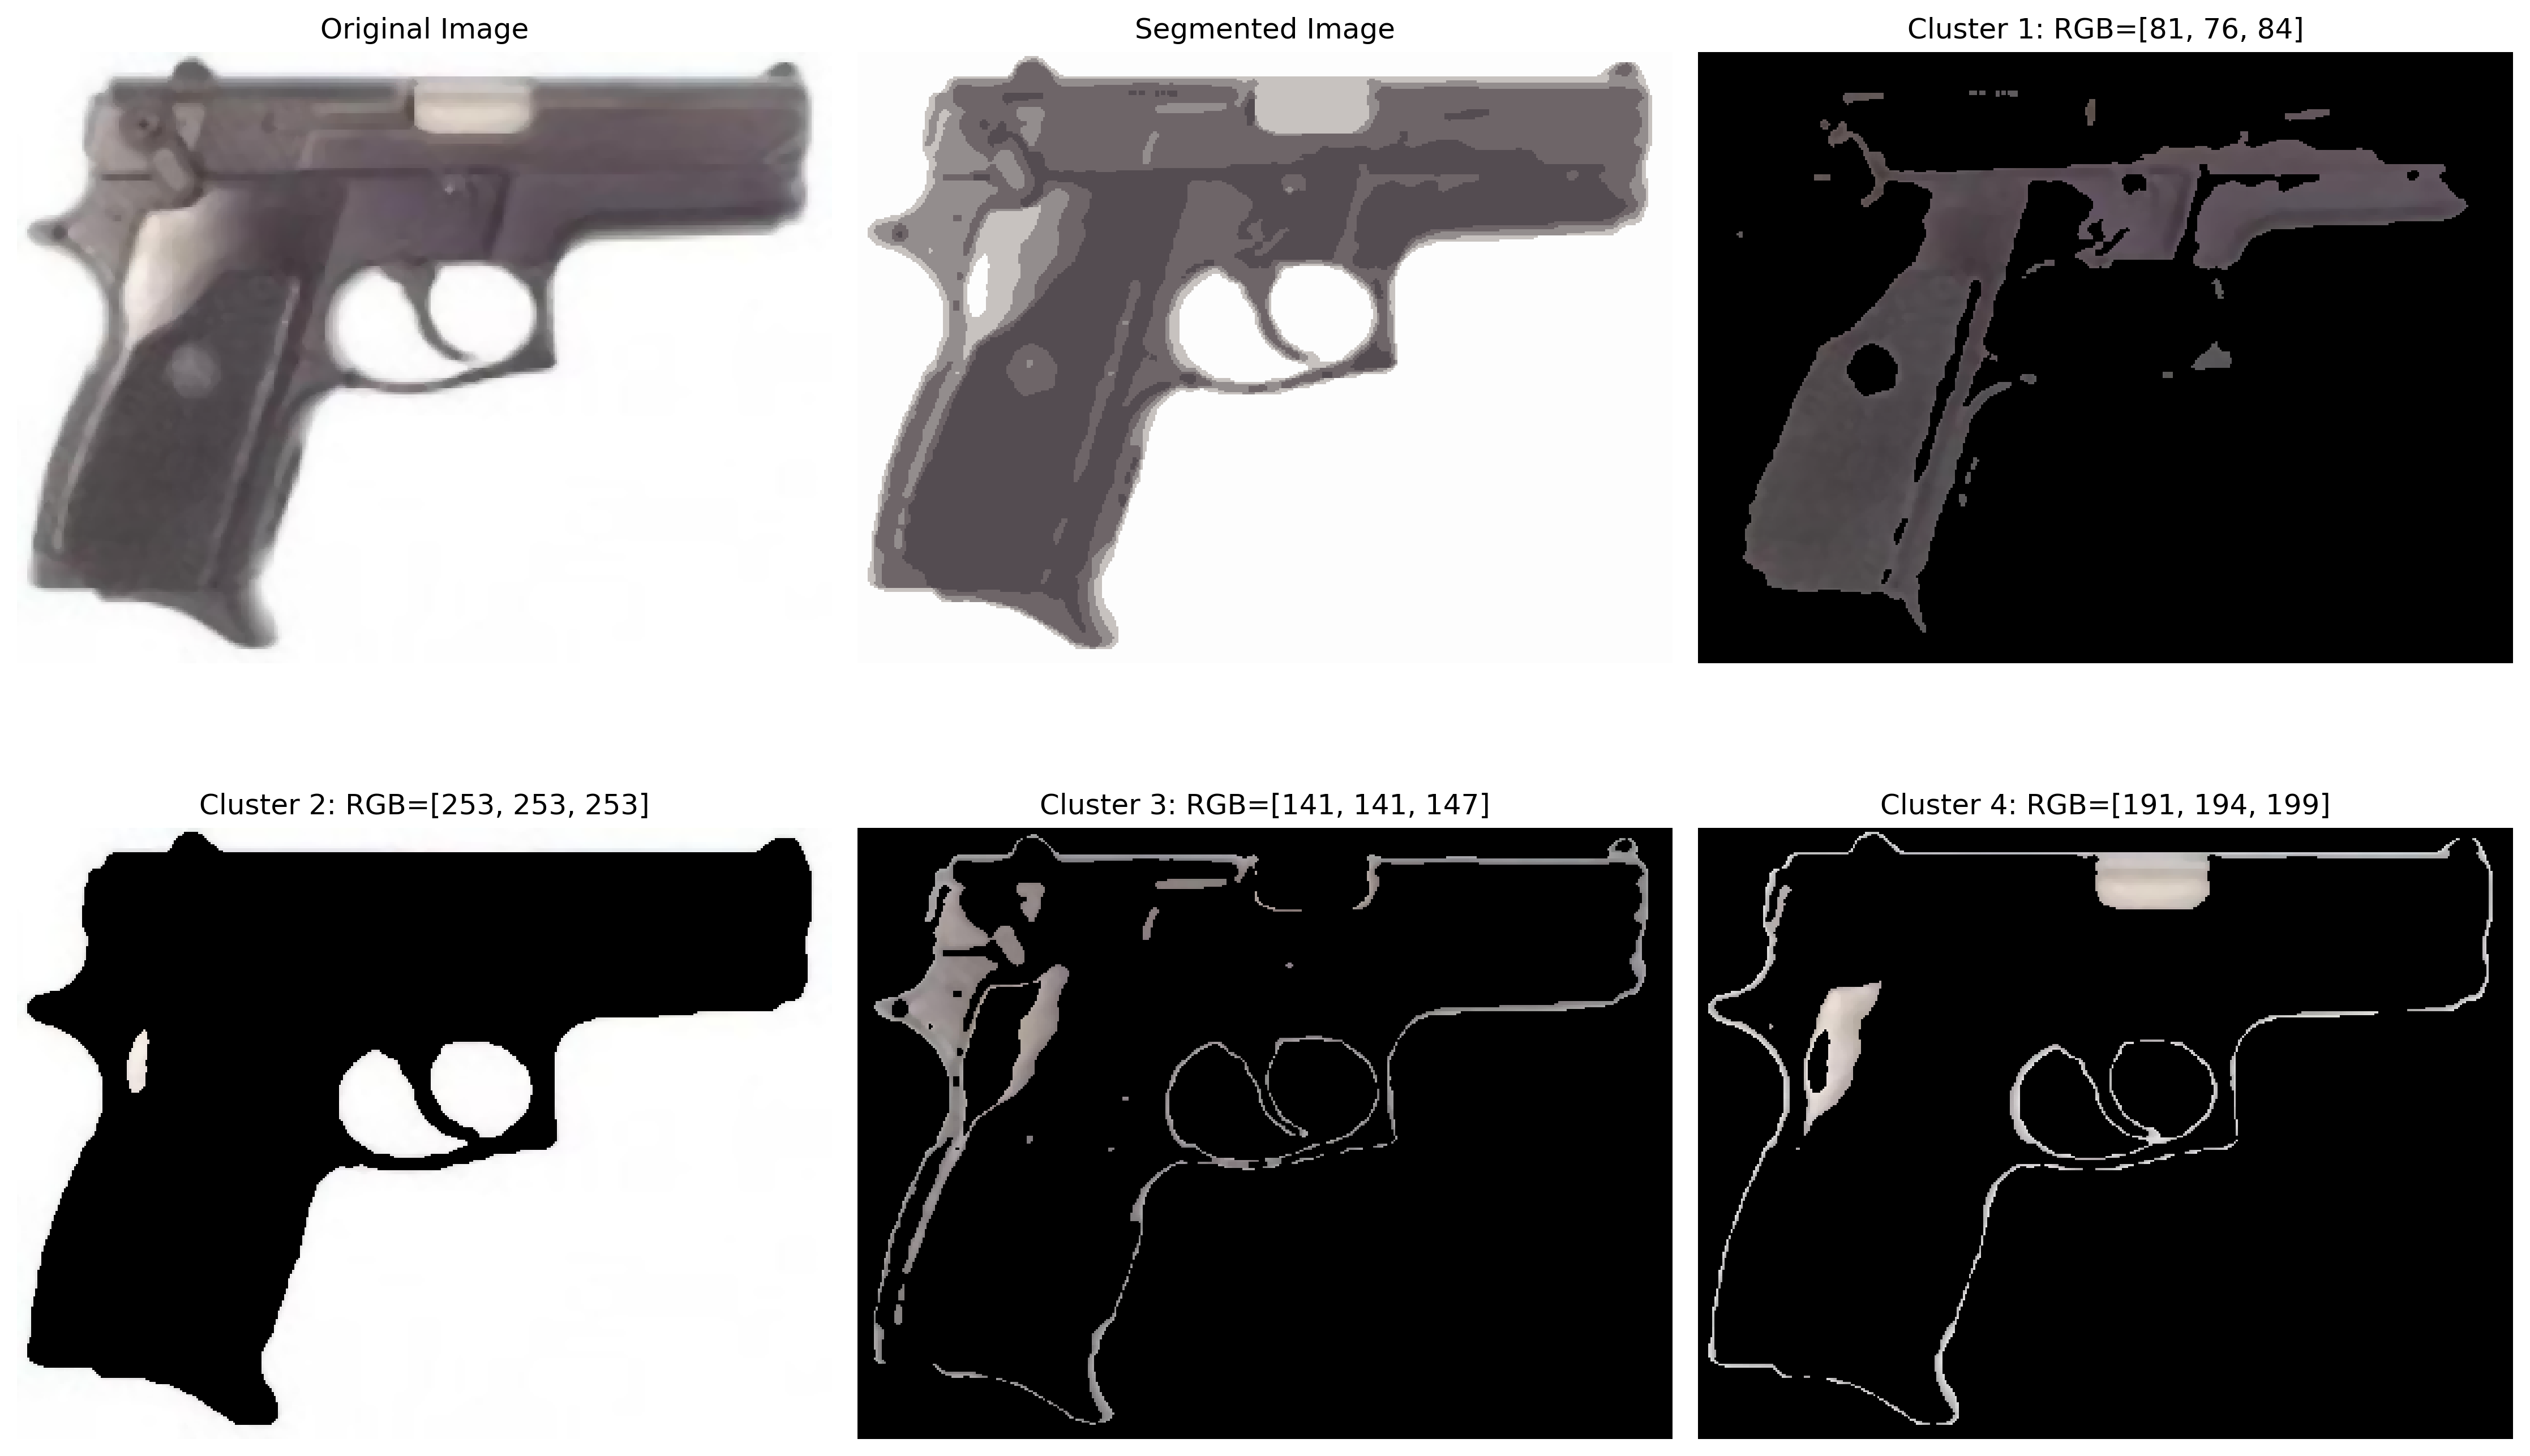 Original Image
Segmented Image
Cluster 1: RGB=[81, 76, 84]
Cluster 2: RGB=[253, 253, 253]
Cluster 3: RGB=[141, 141, 147]
Cluster 4: RGB=[191, 194, 199]